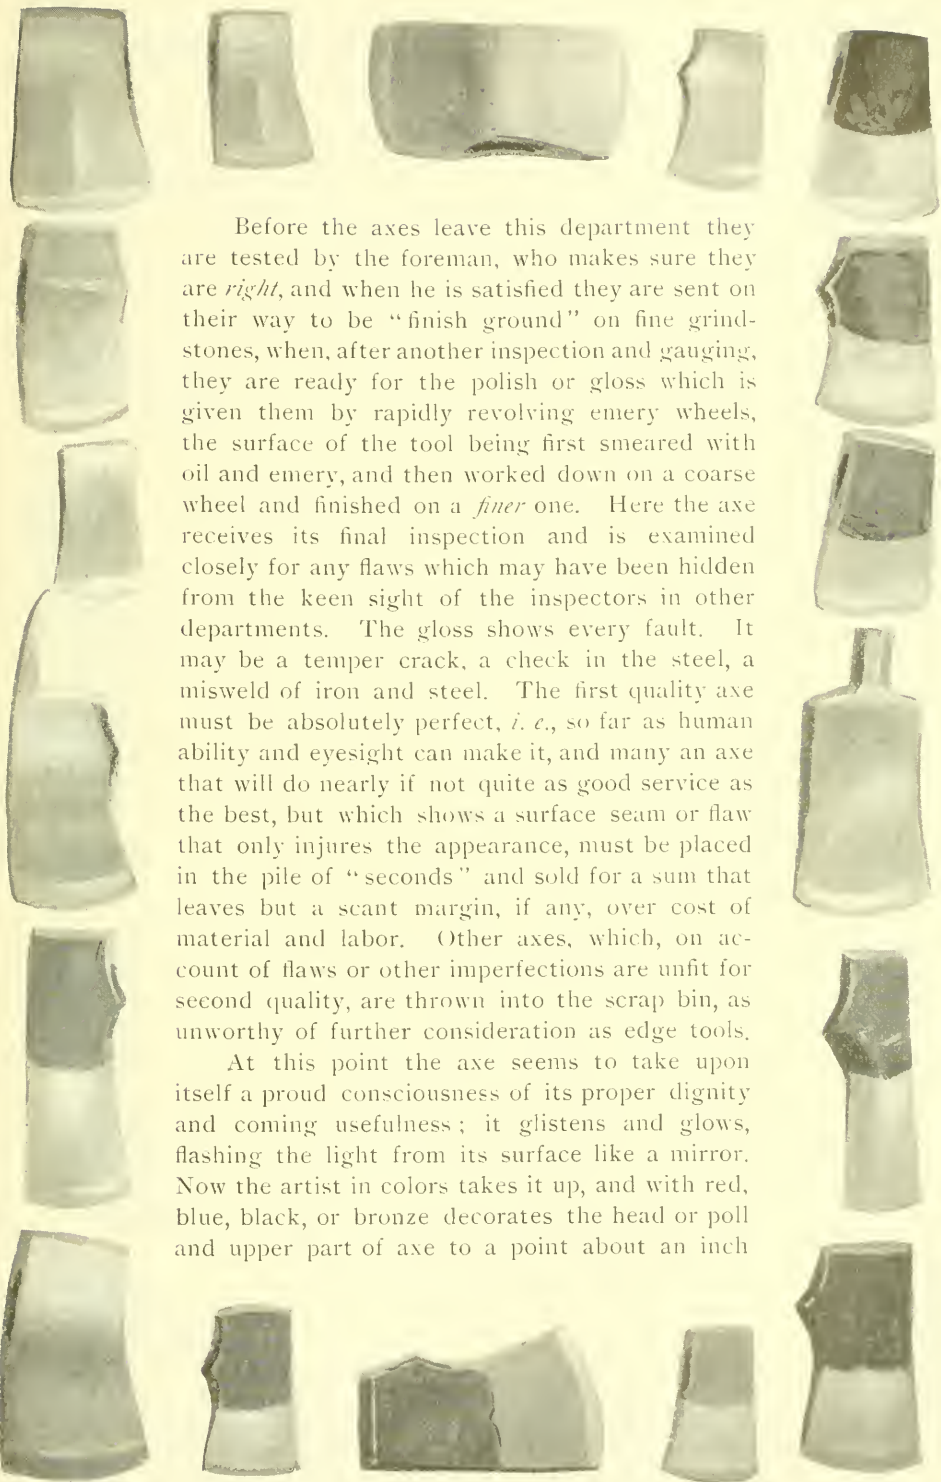 Before the axes leave this department they
are tested by the foreman, who makes sure they
are right, and when he is satisfied they are sent on
their way to be “finish ground” on fine grind-
stones, when, after another inspection and gauging,
they are ready for the polish or gloss which is
given them by rapidly revolving emery wheels,
the surface of the tool being first smeared with
oil and emery, and then worked down on a coarse
wheel and finished on a finer one. Here the axe
receives its final inspection and is examined
closely for any flaws which may have been hidden
from the keen sight of the inspectors in other
departments. The gloss shows every fault. It
may be a temper crack, a check in the steel, a
misweld of iron and steel. The first quality axe
must be absolutely perfect, i. e., so far as human
ability and eyesight can make it, and many an axe
that will do nearly if not quite as good service as
the best, but which shows a surface seam or flaw
that only injures the appearance, must be placed
in the pile of “seconds” and sold for a sum that
leaves but a scant margin, if any, over cost of
material and labor. Other axes, which, on ac-
count of flaws or other imperfections are unfit for
second quality, are thrown into the scrap bin, as
unworthy of further consideration as edge tools.
At this point the axe seems to take upon
itself a proud consciousness of its proper dignity
and coming usefulness; it glistens and glows,
flashing the light from its surface like a mirror.
Now the artist in colors takes it up, and with red,
blue, black, or bronze decorates the head or poll
and upper part of axe to a point about an inch